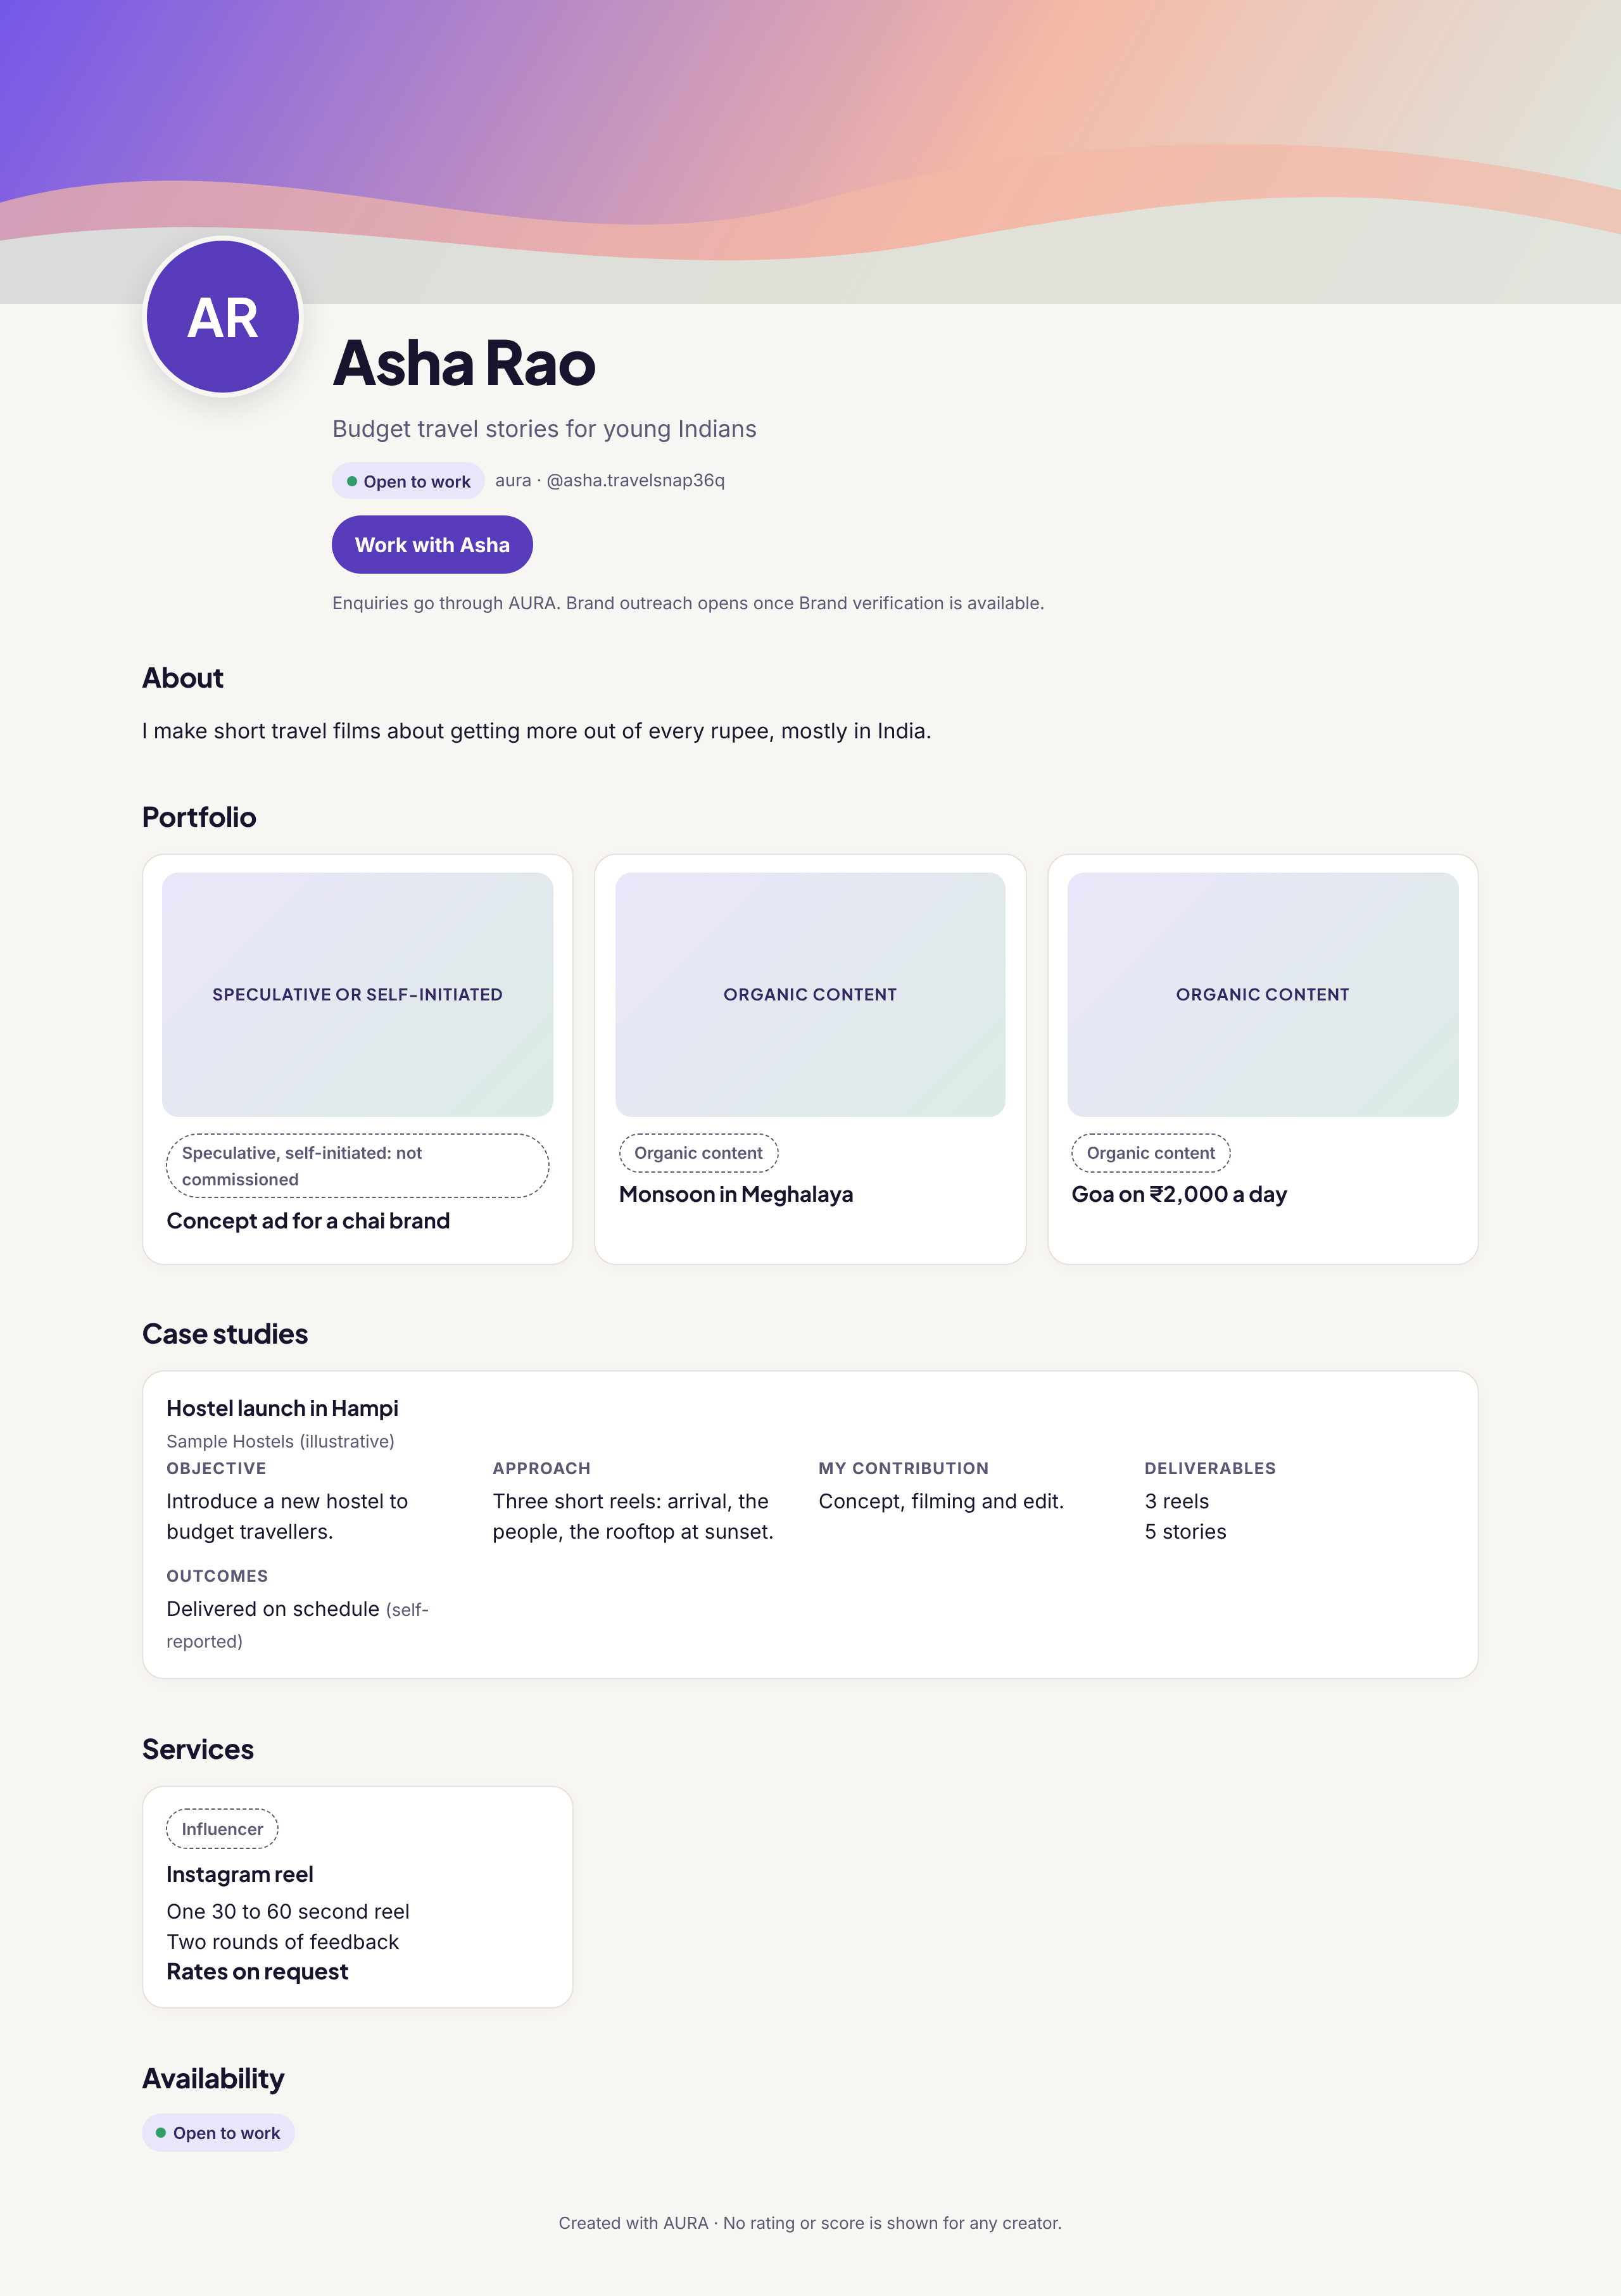 AR
Asha Rao
Budget travel stories for young Indians
Open to work
aura · @asha.travelsnap36q
Work with Asha
Enquiries go through AURA. Brand outreach opens once Brand verification is available.
About
I make short travel films about getting more out of every rupee, mostly in India.
Portfolio
SPECULATIVE OR SELF-INITIATED
Speculative, self-initiated: not
commissioned
Concept ad for a chai brand
ORGANIC CONTENT
Organic content
Monsoon in Meghalaya
ORGANIC CONTENT
Organic content
Goa on ₹2,000 a day
Case studies
Hostel launch in Hampi
Sample Hostels (illustrative)
OBJECTIVE
Introduce a new hostel to
budget travellers.
APPROACH
Three short reels: arrival, the
people, the rooftop at sunset.
MY CONTRIBUTION
Concept, filming and edit.
DELIVERABLES
3 reels
5 stories
OUTCOMES
Delivered on schedule (self-
reported)
Services
Influencer
Instagram reel
One 30 to 60 second reel
Two rounds of feedback
Rates on request
Availability
Open to work
Created with AURA · No rating or score is shown for any creator.